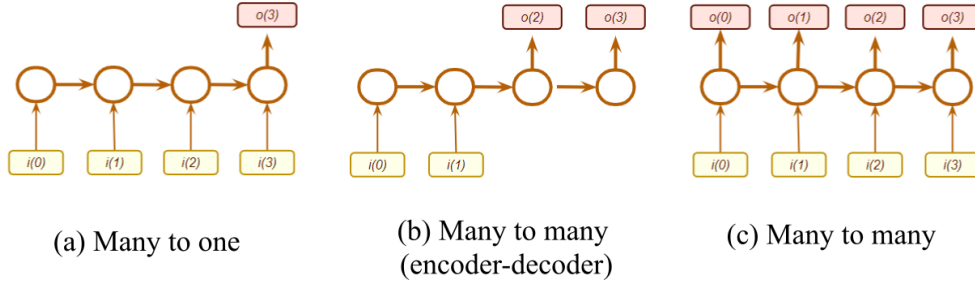 o(3)
i(0) i(1) i(2) i(3)
(a) Many to one
o(2) o(3)
i(0) i(1)
(b) Many to many
(encoder-decoder)
o(0) o(1) o(2) o(3)
i(0) i(1) i(2) i(3)
(c) Many to many